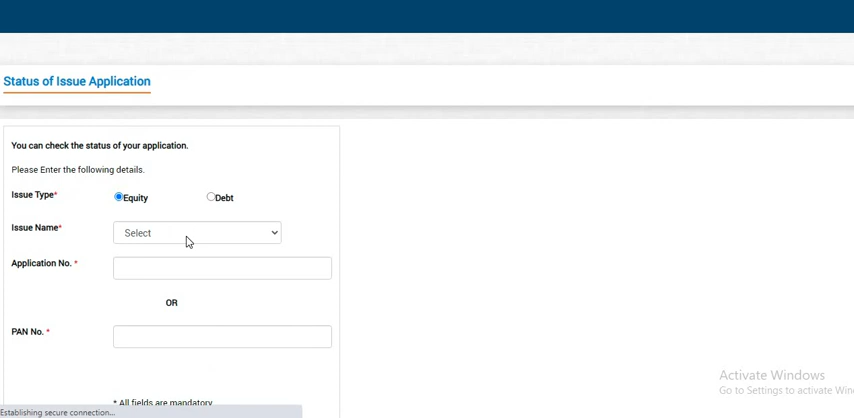 Status of Issue Application
You can check the status of your application.
Please Enter the following details.
Issue Type*
Equity
Debt
Issue Name*
Select
Application No. *
OR
PAN No. *
* All fields are mandatory
Establishing secure connection...
Activate Windows
Go to Settings to activate Win